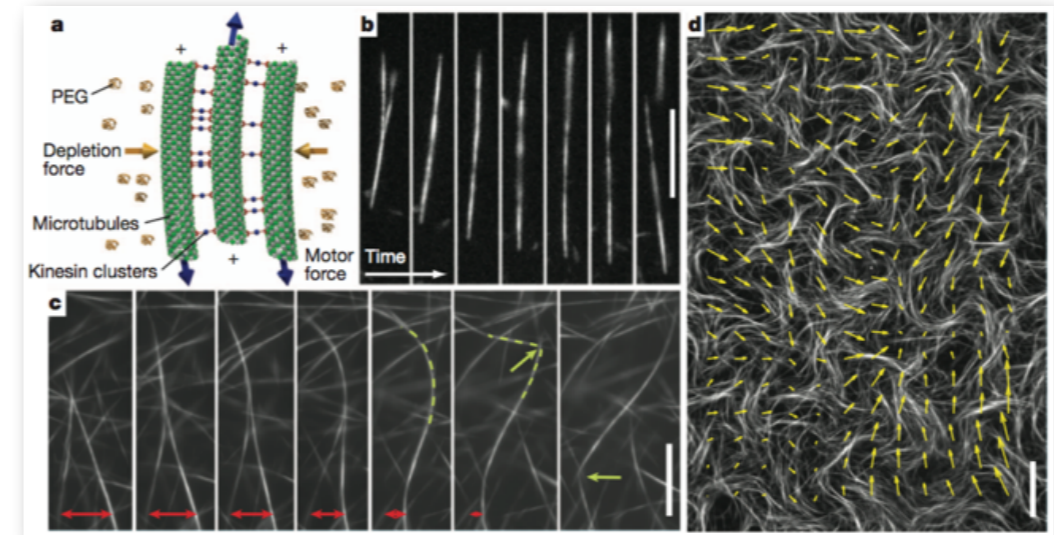 a
+
+
PEG
Depletion
force
Microtubules
Kinesin clusters
+
Motor
force
b
Time
c
d